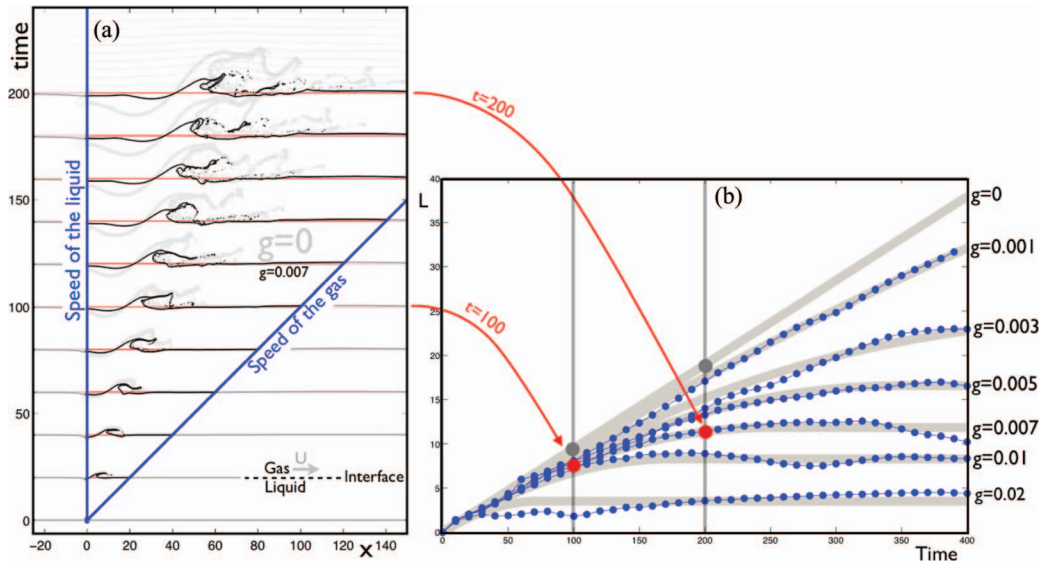 (a)
time
200
150
100
50
0
−20
0
20
40
60
80
100
120
140
x
Speed of the liquid
Speed of the gas
g=0
g=0.007
Gas U
Liquid
Interface
t=200
t=100
(b)
L
40
35
30
25
20
15
10
5
0
0
50
100
150
200
250
300
350
400
Time
g=0
g=0.001
g=0.003
g=0.005
g=0.007
g=0.01
g=0.02